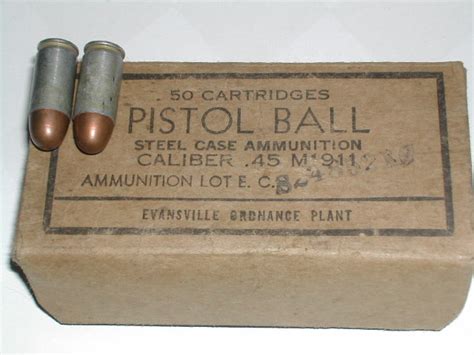 50 CARTRIDGES
PISTOL BALL
STEEL CASE AMMUNITION
CALIBER .45 M1911
AMMUNITION LOT E. C.
EVANSVILLE ORDNANCE PLANT